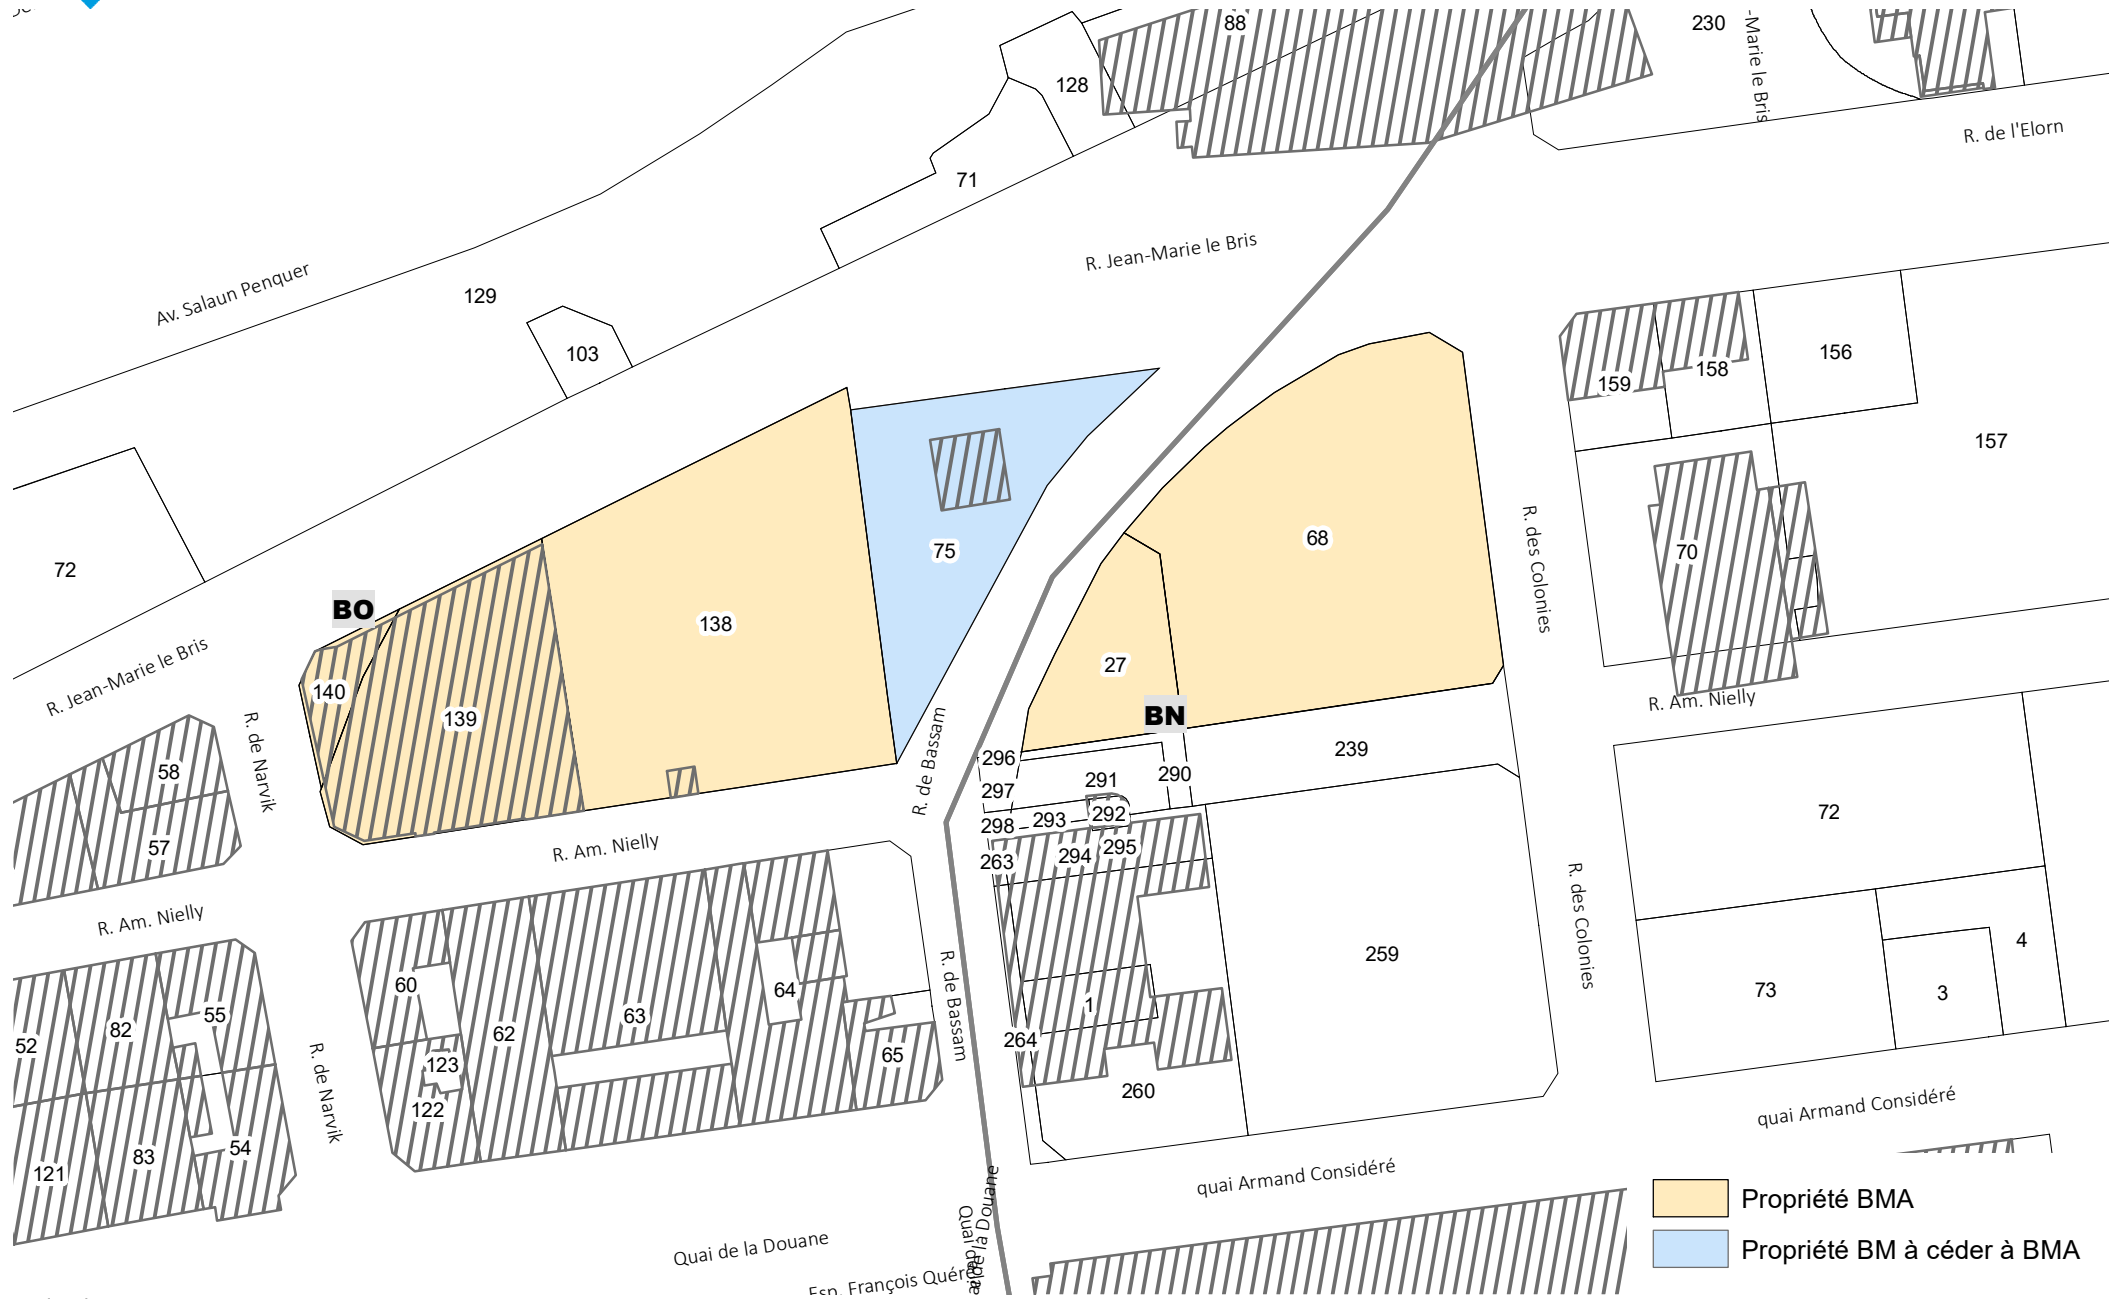 88
230
-Marie le Bris
128
R. de l'Elorn
71
R. Jean-Marie le Bris
Av. Salaun Penquer
129
103
156
158
159
157
72
75
68
70
R. des Colonies
BO
138
27
R. Jean-Marie le Bris
140
139
R. de Narvik
BN
R. Am. Nielly
239
296
290
291
R. de Bassam
58
297
292
293
298
72
57
R. Am. Nielly
295
294
263
R. des Colonies
R. Am. Nielly
259
4
60
64
73
3
R. de Bassam
1
55
63
82
62
52
264
65
123
R. de Narvik
260
122
quai Armand Considéré
54
83
121
quai Armand Considéré
Quai de la Douane
Esp. François Quéré
Propriété BMA
Propriété BM à céder à BMA